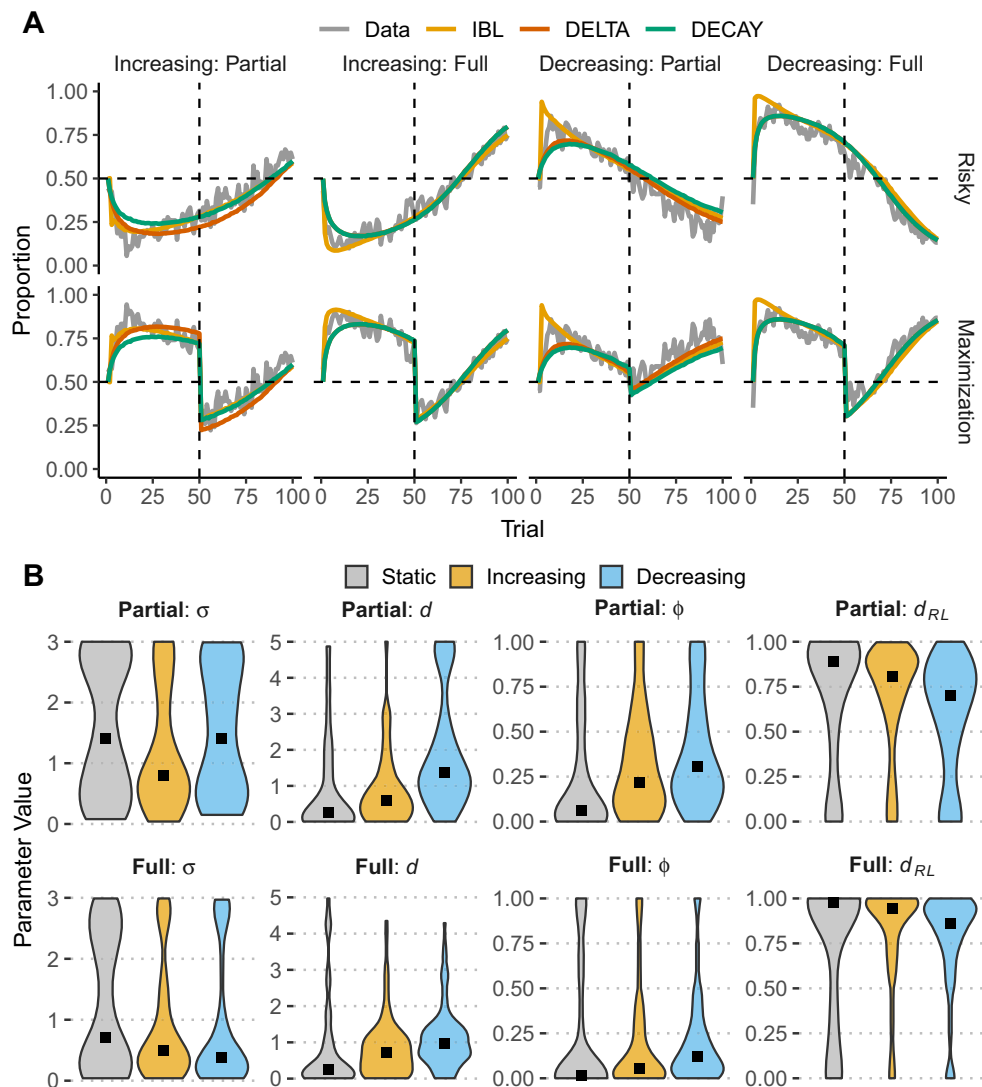 A
Data IBL DELTA DECAY
Increasing: Partial Increasing: Full Decreasing: Partial Decreasing: Full
1.00
0.75
0.50
0.25
0.00
Risky
1.00
0.75
0.50
0.25
0.00
Maximization
Proportion
0 25 50 75 100 0 25 50 75 100 0 25 50 75 100 0 25 50 75 100
Trial
B
Static Increasing Decreasing
Partial: σ Partial: d Partial: ϕ Partial: d_RL
3 5 1.00 1.00
4
2 0.75 0.75
3
0.50 0.50
2
1 0.25 0.25
1
0 0 0.00 0.00
Parameter Value
Full: σ Full: d Full: ϕ Full: d_RL
3 5 1.00 1.00
4
2 0.75 0.75
3
0.50 0.50
2
1 0.25 0.25
1
0 0 0.00 0.00